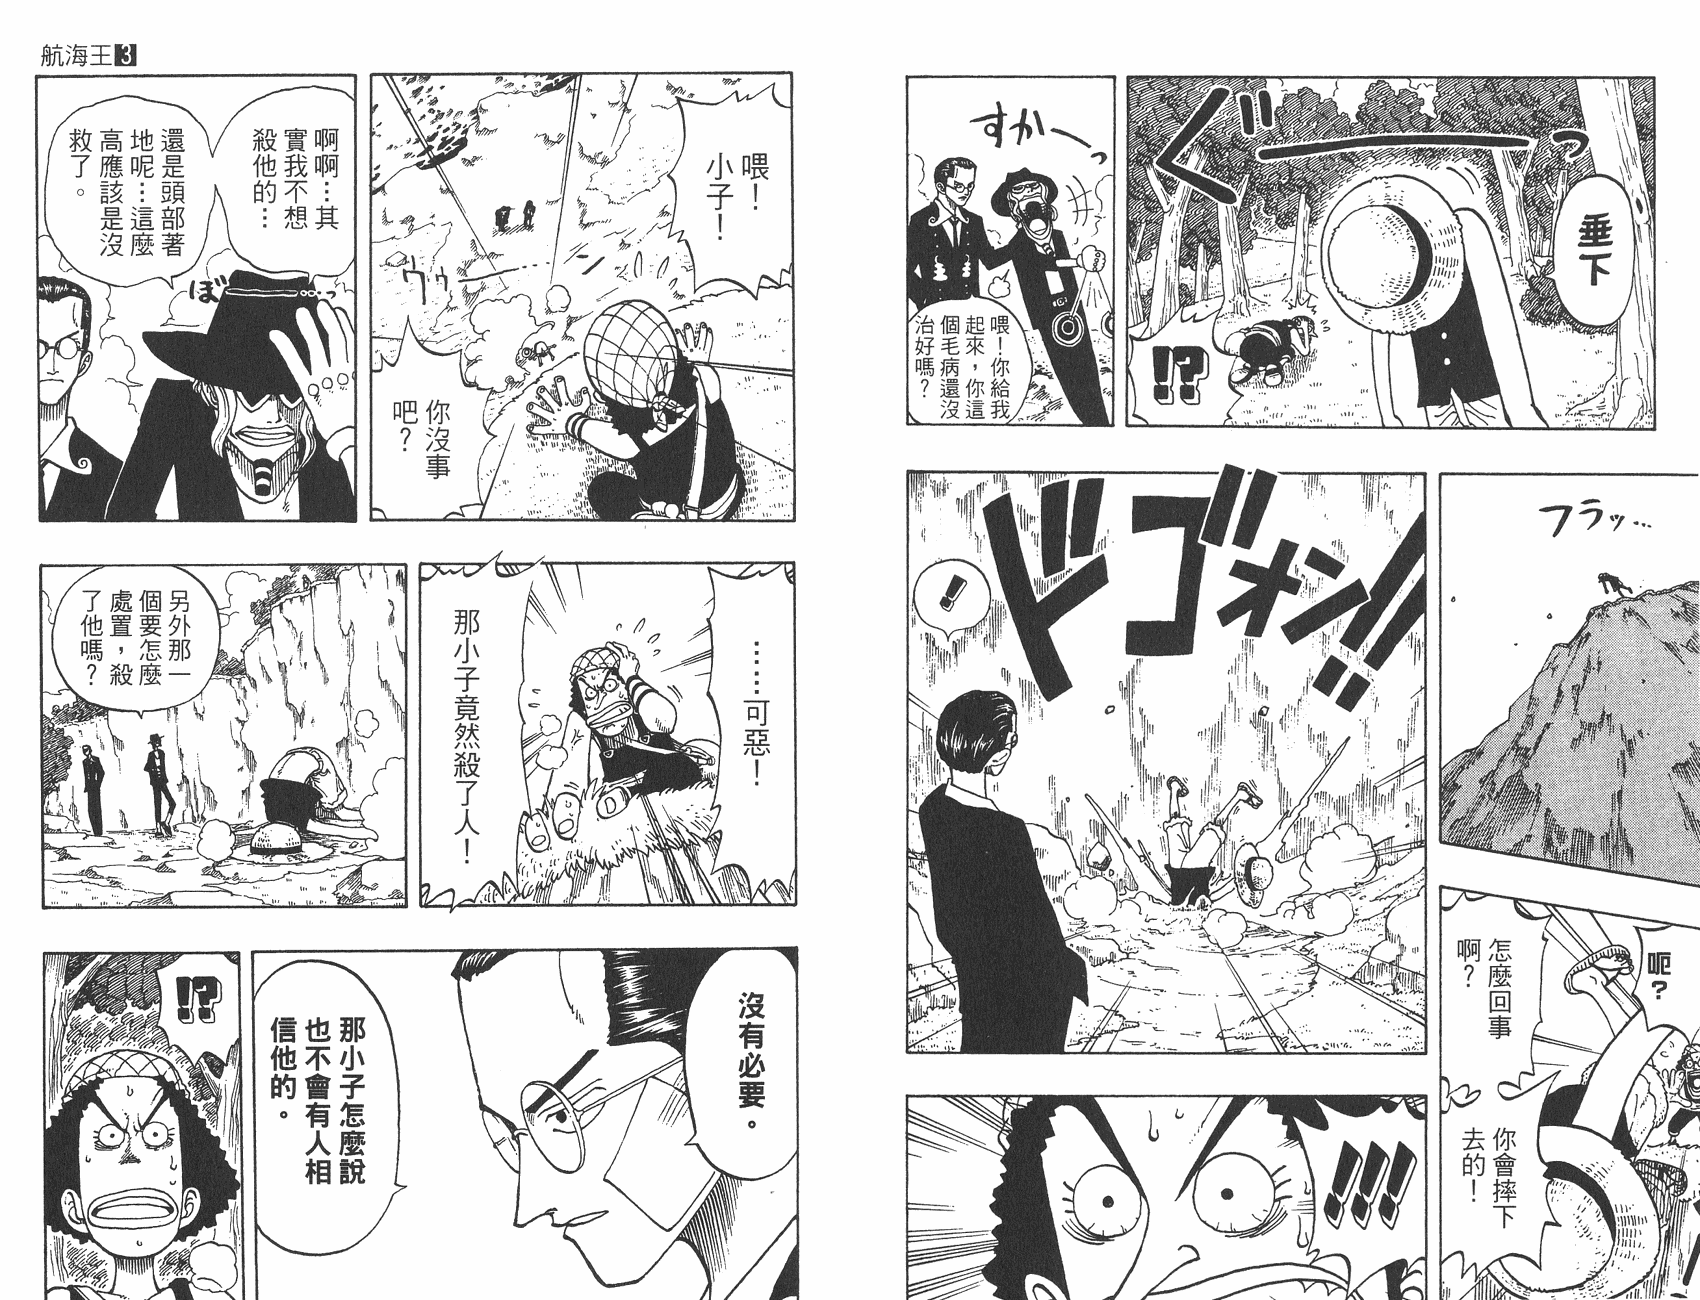 航海王3
ぐーっ
垂下
!?
すかーっ
喂！你給我
起來，你這
個毛病還沒
治好嗎？
フラッ…
呃？
怎麼回事
啊？
你會摔下
去的！
ドゴオン!!
!
!!!
喂！
小子！
ウゥ
你沒事
吧？
啊啊…其
實我不想
殺他的…
還是頭部著
地呢…這麼
高應該是沒
救了。
ぼーっ
……可惡！
那小子竟然殺了人！
另外那一
個要怎麼
處置，殺
了他嗎？
沒有必要。
那小子怎麼說
也不會有人相
信他的。
!?